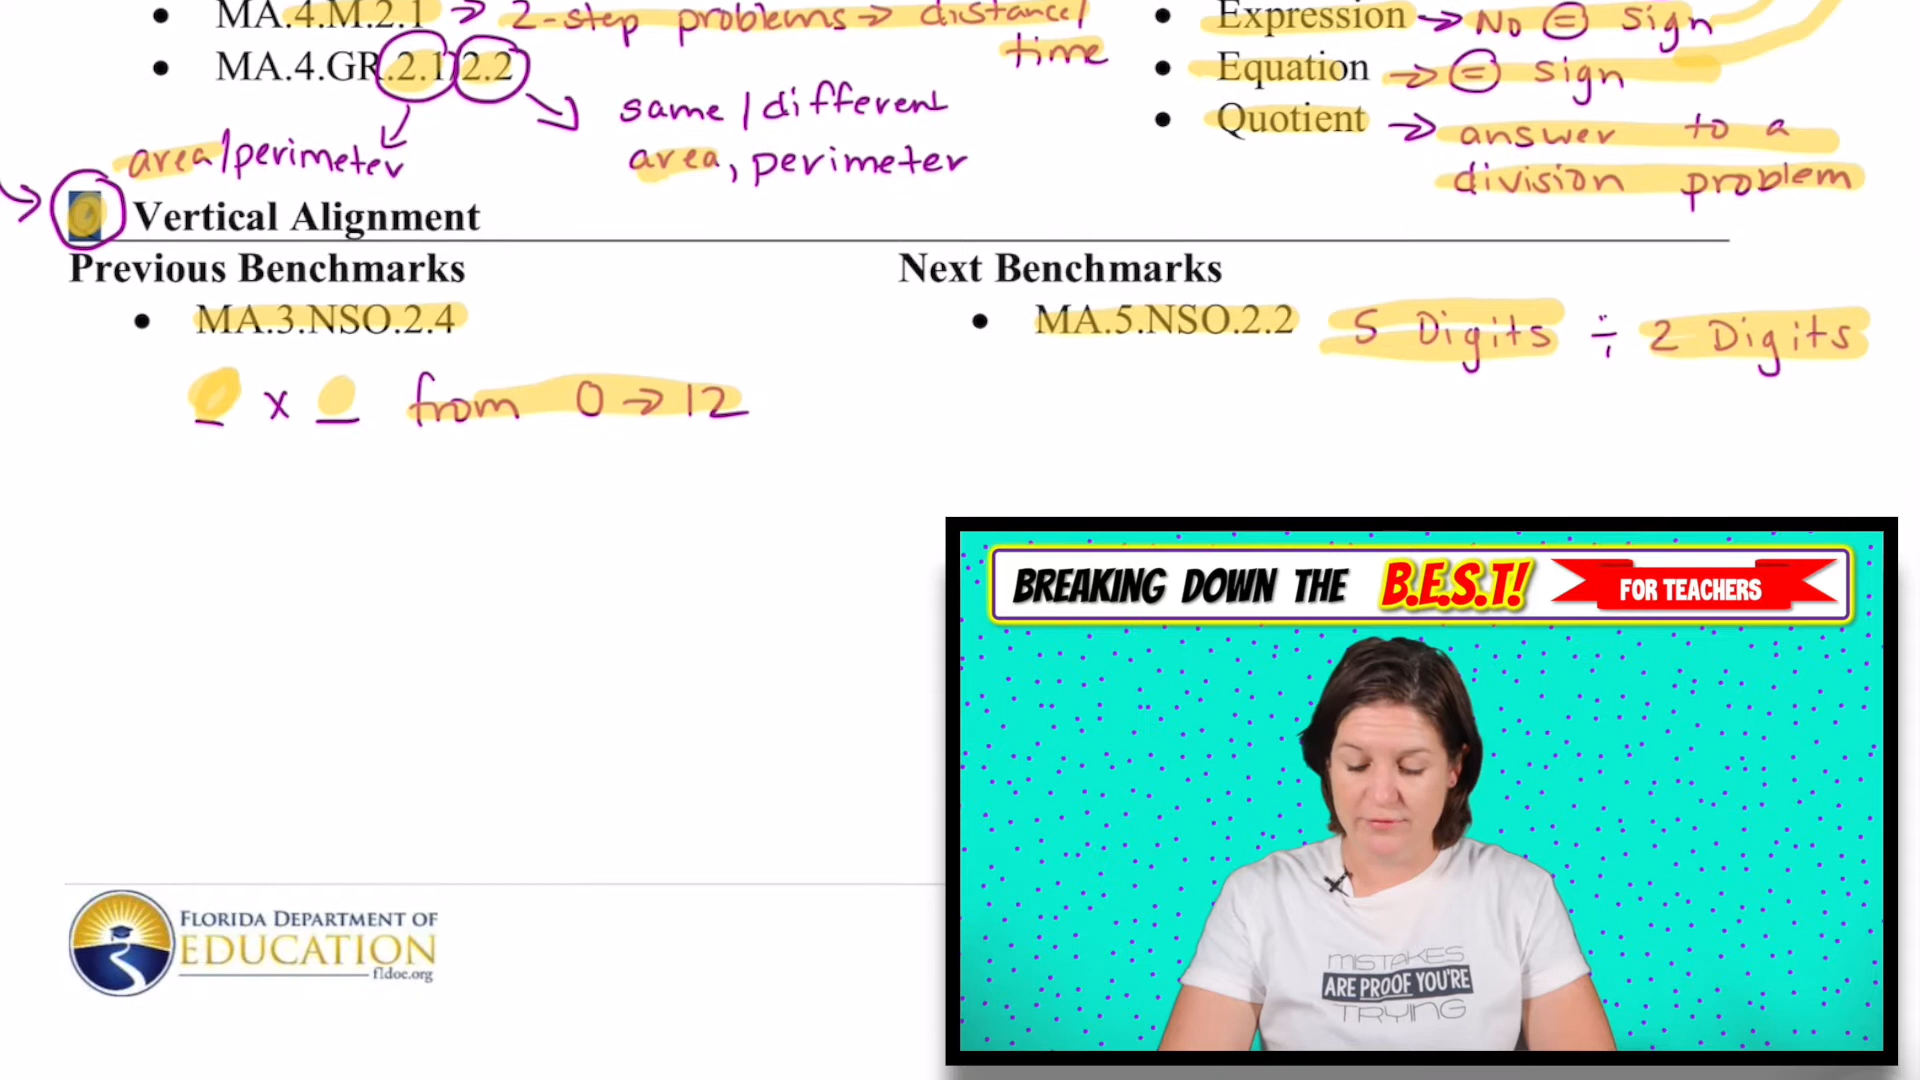 MA.4.M.2.1 → 2-step problems → distance/
time
MA.4.GR.2.1/2.2
same / different
area, perimeter
area/perimeter
Expression → No = sign
Equation → = sign
Quotient → answer to a
division problem
Vertical Alignment
Previous Benchmarks
MA.3.NSO.2.4
_ x _ from 0 → 12
Next Benchmarks
MA.5.NSO.2.2 5 Digits ÷ 2 Digits
BREAKING DOWN THE B.E.S.T! FOR TEACHERS
MISTAKES
ARE PROOF YOU'RE
TRYING
FLORIDA DEPARTMENT OF
EDUCATION
fldoe.org